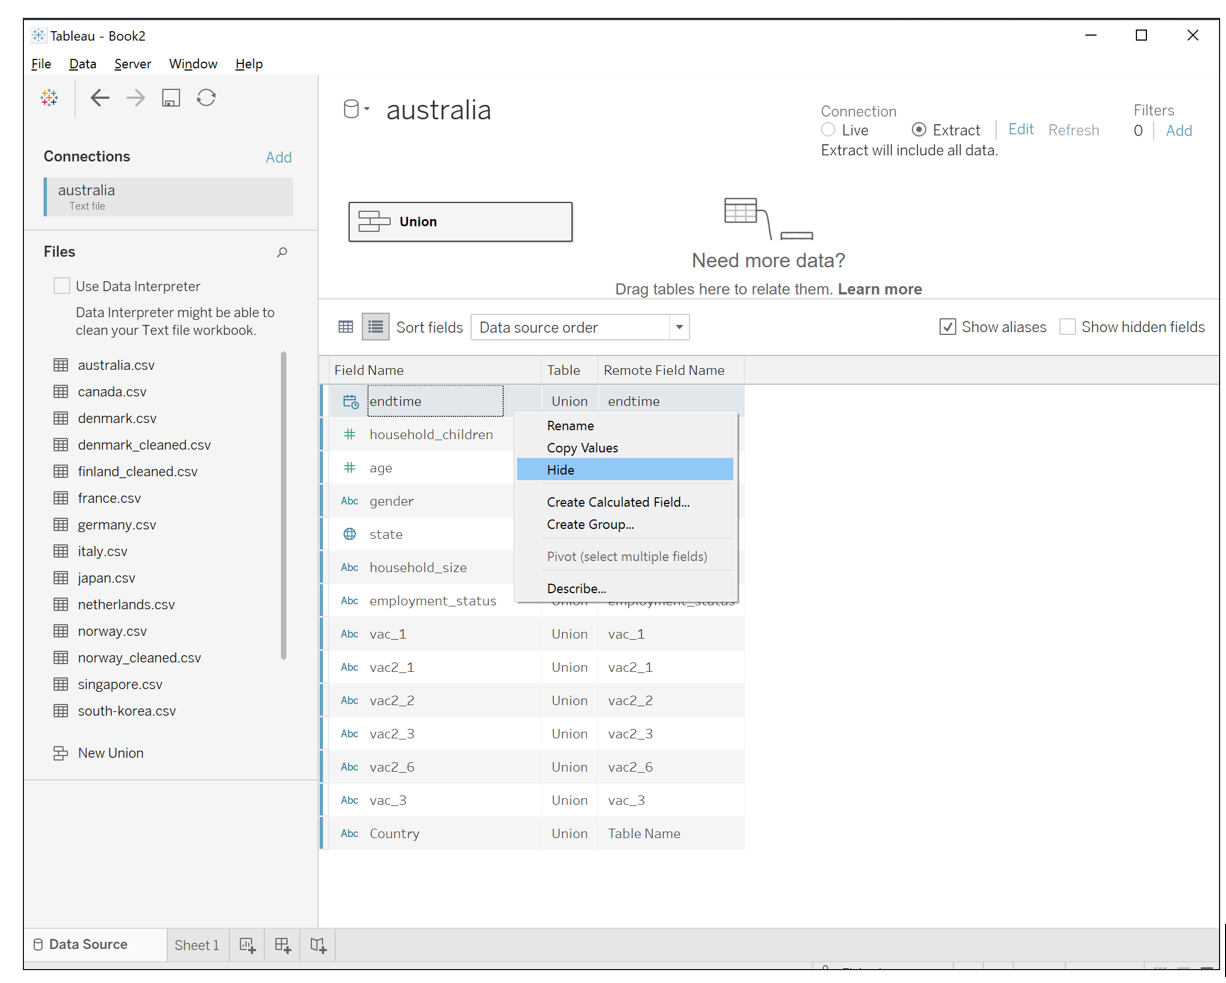 Tableau - Book2
File Data Server Window Help
Connections Add
australia
Text file
Files
Use Data Interpreter
Data Interpreter might be able to
clean your Text file workbook.
australia.csv
canada.csv
denmark.csv
denmark_cleaned.csv
finland_cleaned.csv
france.csv
germany.csv
italy.csv
japan.csv
netherlands.csv
norway.csv
norway_cleaned.csv
singapore.csv
south-korea.csv
New Union
australia
Connection
Live Extract Edit Refresh
Extract will include all data.
Filters
0 Add
Union
Need more data?
Drag tables here to relate them. Learn more
Sort fields Data source order Show aliases Show hidden fields
Field Name Table Remote Field Name
endtime Union endtime
# household_children
# age
Abc gender
state
Abc household_size
Abc employment_status Union employment_status
Abc vac_1 Union vac_1
Abc vac2_1 Union vac2_1
Abc vac2_2 Union vac2_2
Abc vac2_3 Union vac2_3
Abc vac2_6 Union vac2_6
Abc vac_3 Union vac_3
Abc Country Union Table Name
Rename
Copy Values
Hide
Create Calculated Field...
Create Group...
Pivot (select multiple fields)
Describe...
Data Source Sheet 1